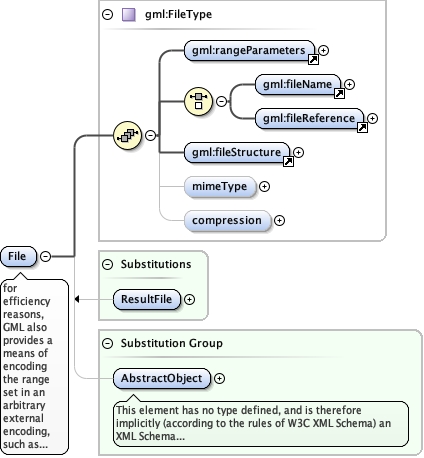 gml:FileType
gml:rangeParameters
gml:fileName
gml:fileReference
gml:fileStructure
mimeType
compression
File
for
efficiency
reasons,
GML also
provides a
means of
encoding
the range
set in an
arbitrary
external
encoding,
such as...
Substitutions
ResultFile
Substitution Group
AbstractObject
This element has no type defined, and is therefore
implicitly (according to the rules of W3C XML Schema) an
XML Schema...